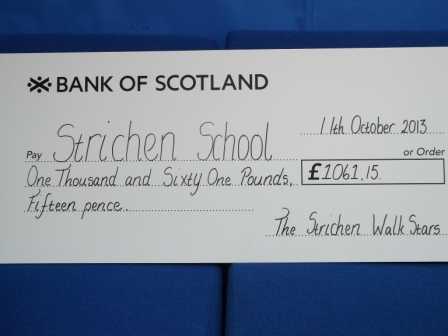 BANK OF SCOTLAND
11th October 2013
Pay Strichen School or Order
One Thousand and Sixty One Pounds, £1061.15.
Fifteen pence.
The Strichen Walk Stars